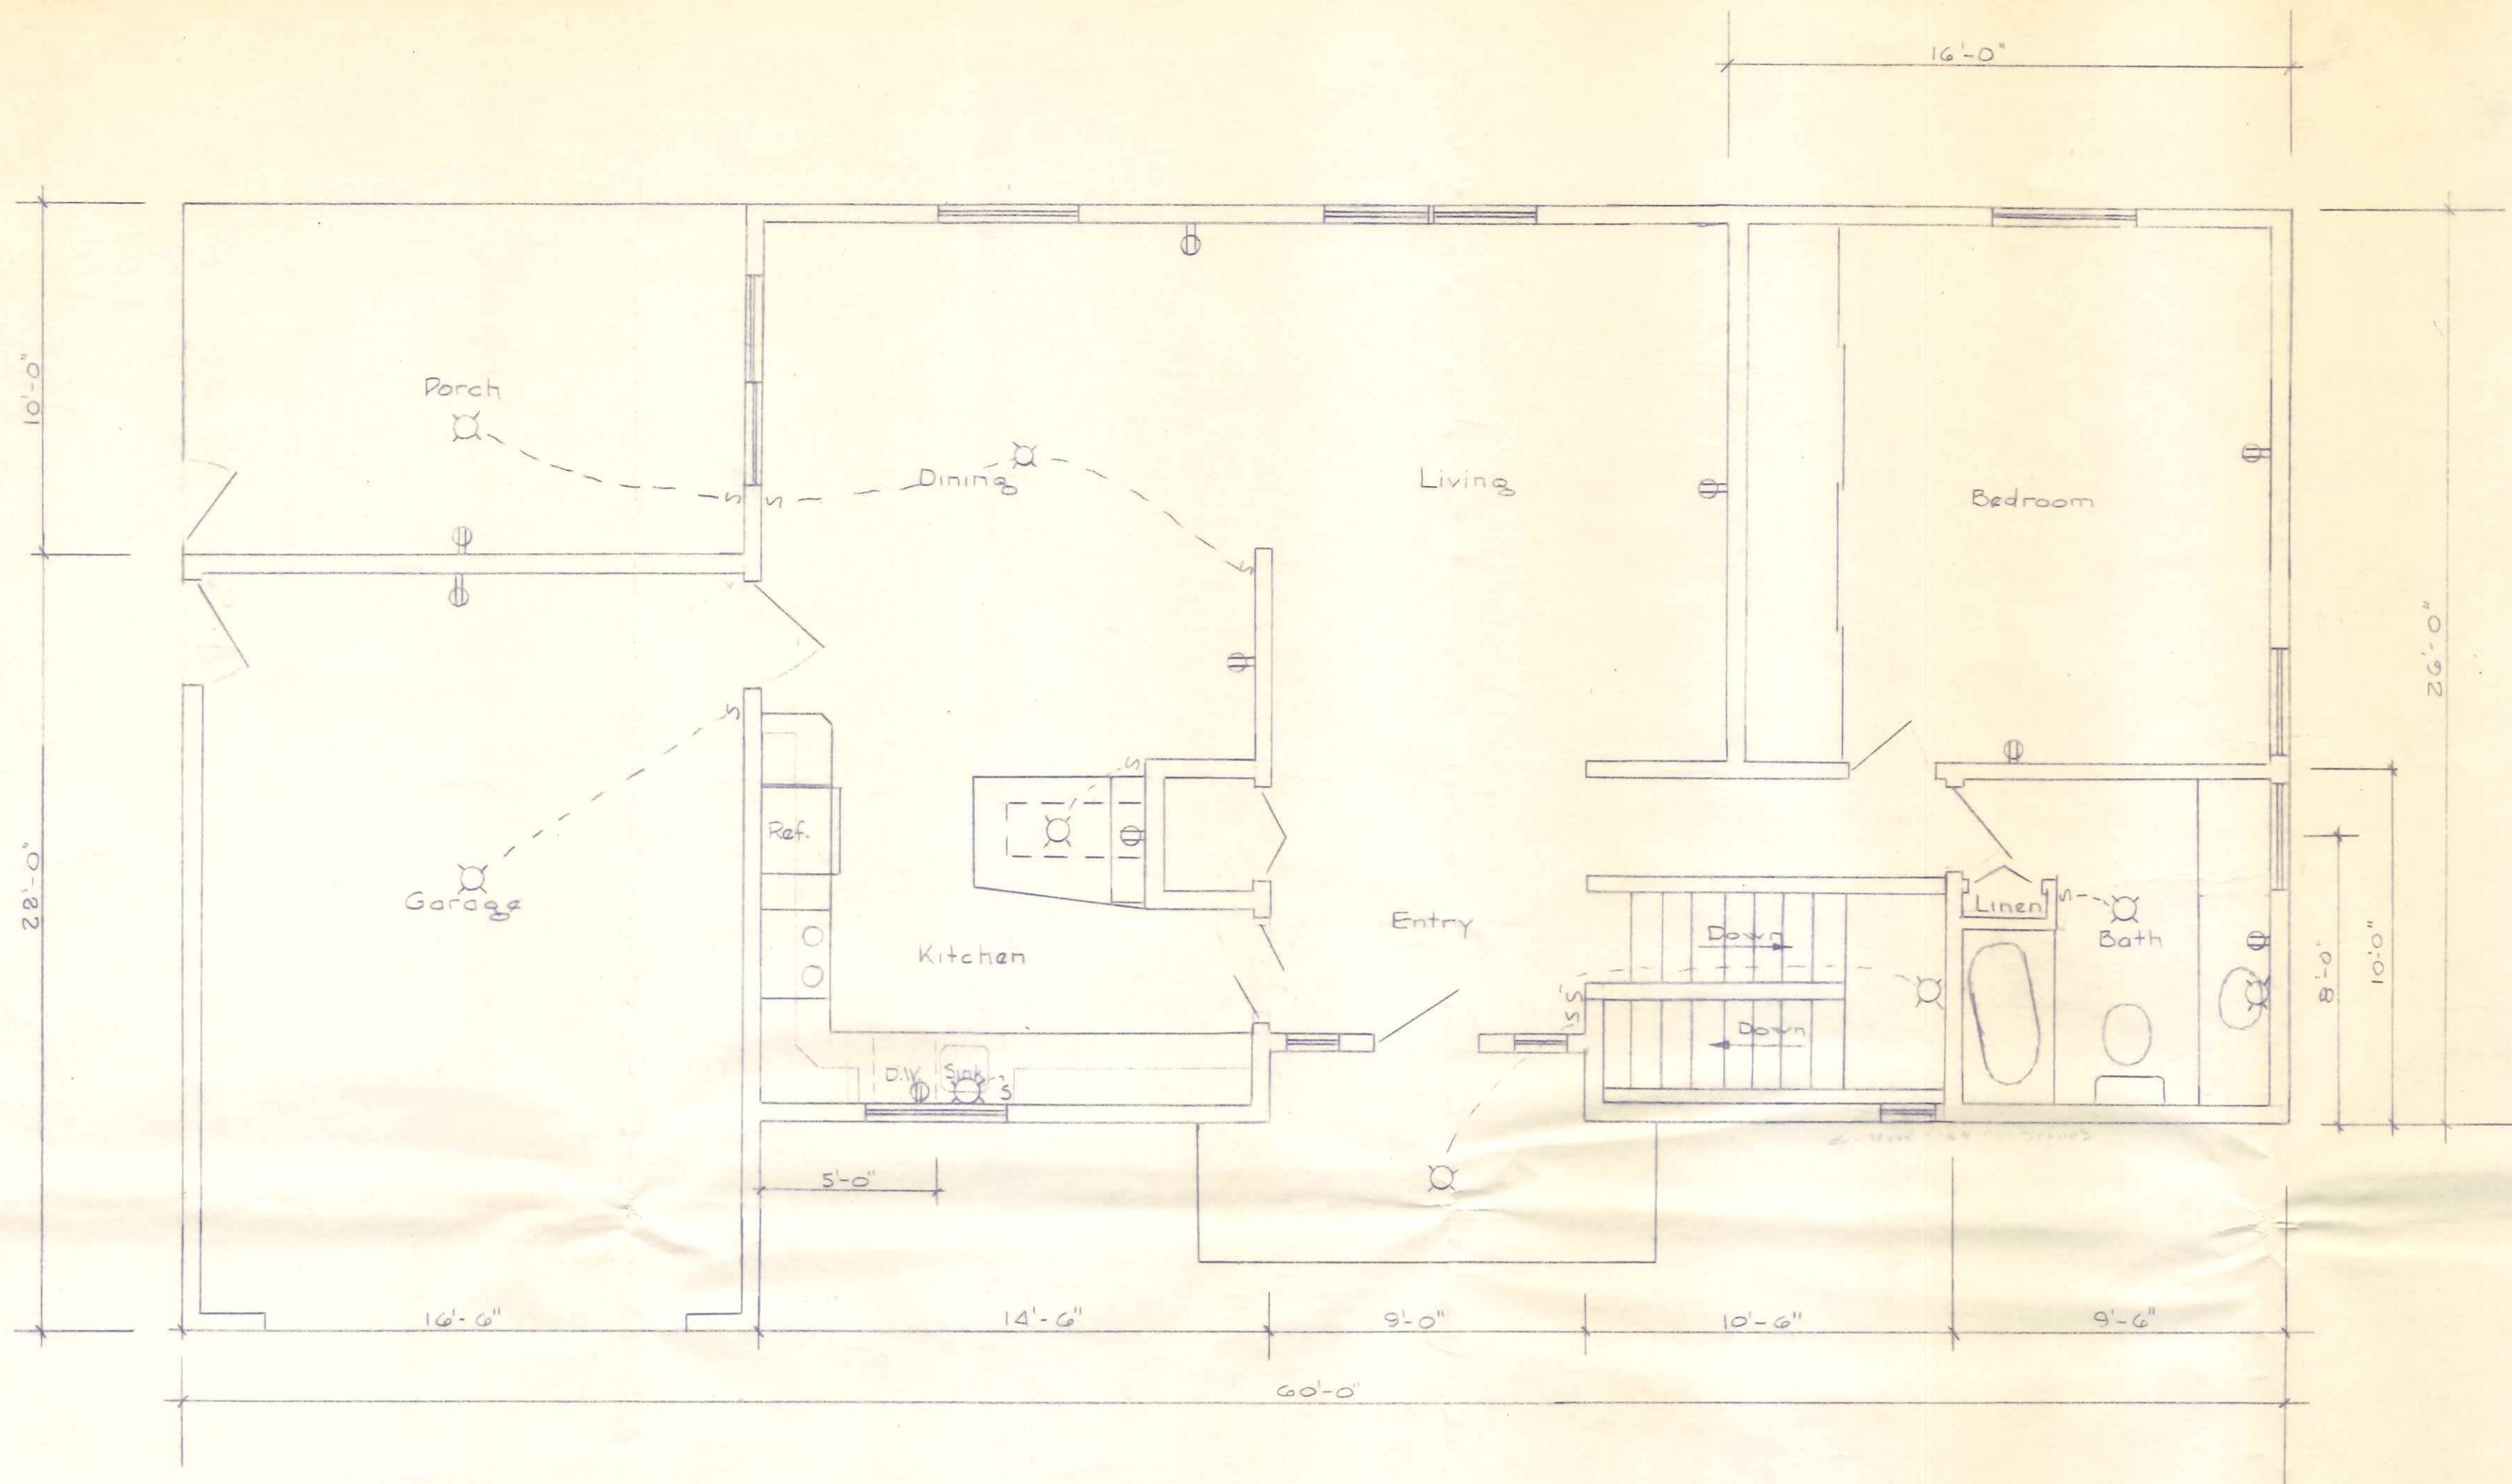 16'-0"
10'-0"
Porch
Dining
Living
Bedroom
26'-0"
22'-0"
Garage
Ref.
Kitchen
Entry
Down
Down
Linen
Bath
8'-0"
10'-0"
D.W.
Sink
S
S
S
S
S
S
S
S
S
S
5'-0"
16'-6"
14'-6"
9'-0"
10'-6"
9'-6"
60'-0"